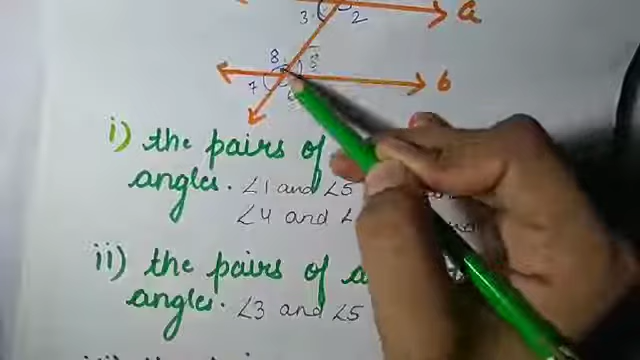 3 2 a
8 5
7 6 b
i) the pairs of
angles. ∠1 and ∠5
∠4 and ∠
ii) the pairs of a
angles. ∠3 and ∠5